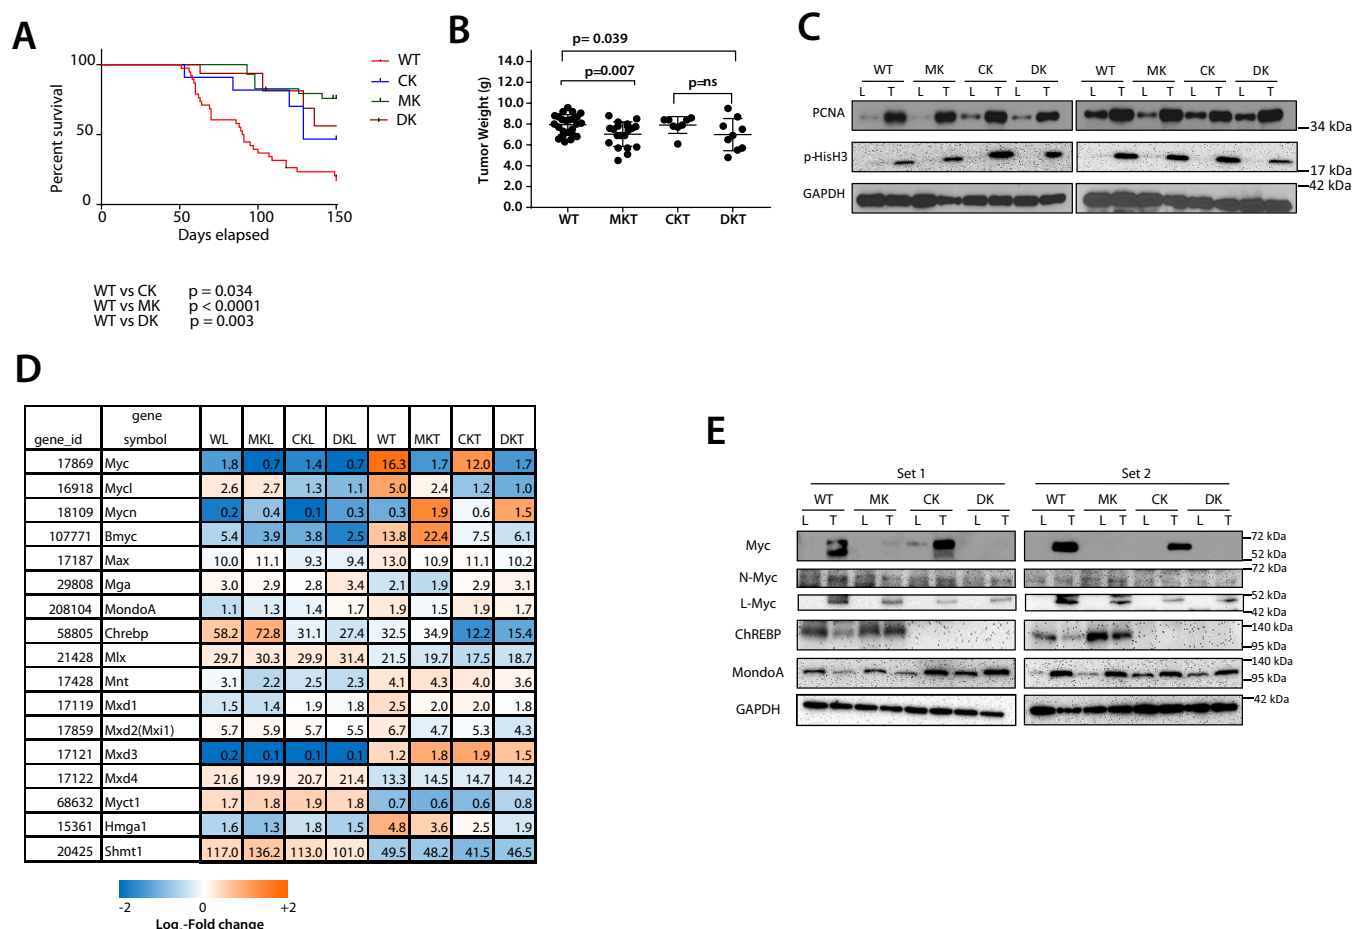 A
100
50
0
0 50 100 150
Percent survival
Days elapsed
WT
CK
MK
DK
WT vs CK p = 0.034
WT vs MK p < 0.0001
WT vs DK p = 0.003
B
p= 0.039
p=0.007
p=ns
14.0
12.0
10.0
8.0
6.0
4.0
2.0
0.0
Tumor Weight (g)
WT MKT CKT DKT
C
WT MK CK DK WT MK CK DK
L T L T L T L T L T L T L T L T
PCNA
34 kDa
p-HisH3
17 kDa
GAPDH
42 kDa
D
gene_id gene symbol WL MKL CKL DKL WT MKT CKT DKT
17869 Myc 1.8 0.7 1.4 0.7 16.3 1.7 12.0 1.7
16918 Mycl 2.6 2.7 1.3 1.1 5.0 2.4 1.2 1.0
18109 Mycn 0.2 0.4 0.1 0.3 0.3 1.9 0.6 1.5
107771 Bmyc 5.4 3.9 3.8 2.5 13.8 22.4 7.5 6.1
17187 Max 10.0 11.1 9.3 9.4 13.0 10.9 11.1 10.2
29808 Mga 3.0 2.9 2.8 3.4 2.1 1.9 2.9 3.1
208104 MondoA 1.1 1.3 1.4 1.7 1.9 1.5 1.9 1.7
58805 Chrebp 58.2 72.8 31.1 27.4 32.5 34.9 12.2 15.4
21428 Mlx 29.7 30.3 29.9 31.4 21.5 19.7 17.5 18.7
17428 Mnt 3.1 2.2 2.5 2.3 4.1 4.3 4.0 3.6
17119 Mxd1 1.5 1.4 1.9 1.8 2.5 2.0 2.0 1.8
17859 Mxd2(Mxi1) 5.7 5.9 5.7 5.5 6.7 4.7 5.3 4.3
17121 Mxd3 0.2 0.1 0.1 0.1 1.2 1.8 1.9 1.5
17122 Mxd4 21.6 19.9 20.7 21.4 13.3 14.5 14.7 14.2
68632 Myct1 1.7 1.8 1.9 1.8 0.7 0.6 0.6 0.8
15361 Hmga1 1.6 1.3 1.8 1.5 4.8 3.6 2.5 1.9
20425 Shmt1 117.0 136.2 113.0 101.0 49.5 48.2 41.5 46.5
-2 0 +2
Log -Fold change
E
Set 1 Set 2
WT MK CK DK WT MK CK DK
L T L T L T L T L T L T L T L T
Myc
72 kDa
52 kDa
N-Myc
72 kDa
L-Myc
52 kDa
42 kDa
ChREBP
140 kDa
95 kDa
MondoA
140 kDa
95 kDa
GAPDH
42 kDa